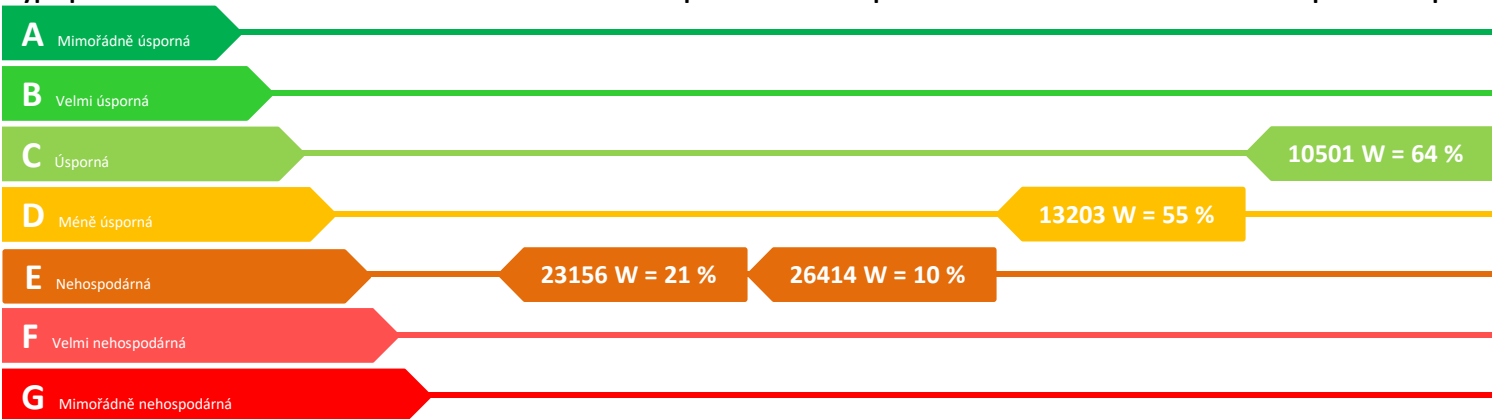 A Mimořádně úsporná
B Velmi úsporná
C Úsporná 10501 W = 64 %
D Méně úsporná 13203 W = 55 %
E Nehospodárná 23156 W = 21 % 26414 W = 10 %
F Velmi nehospodárná
G Mimořádně nehospodárná